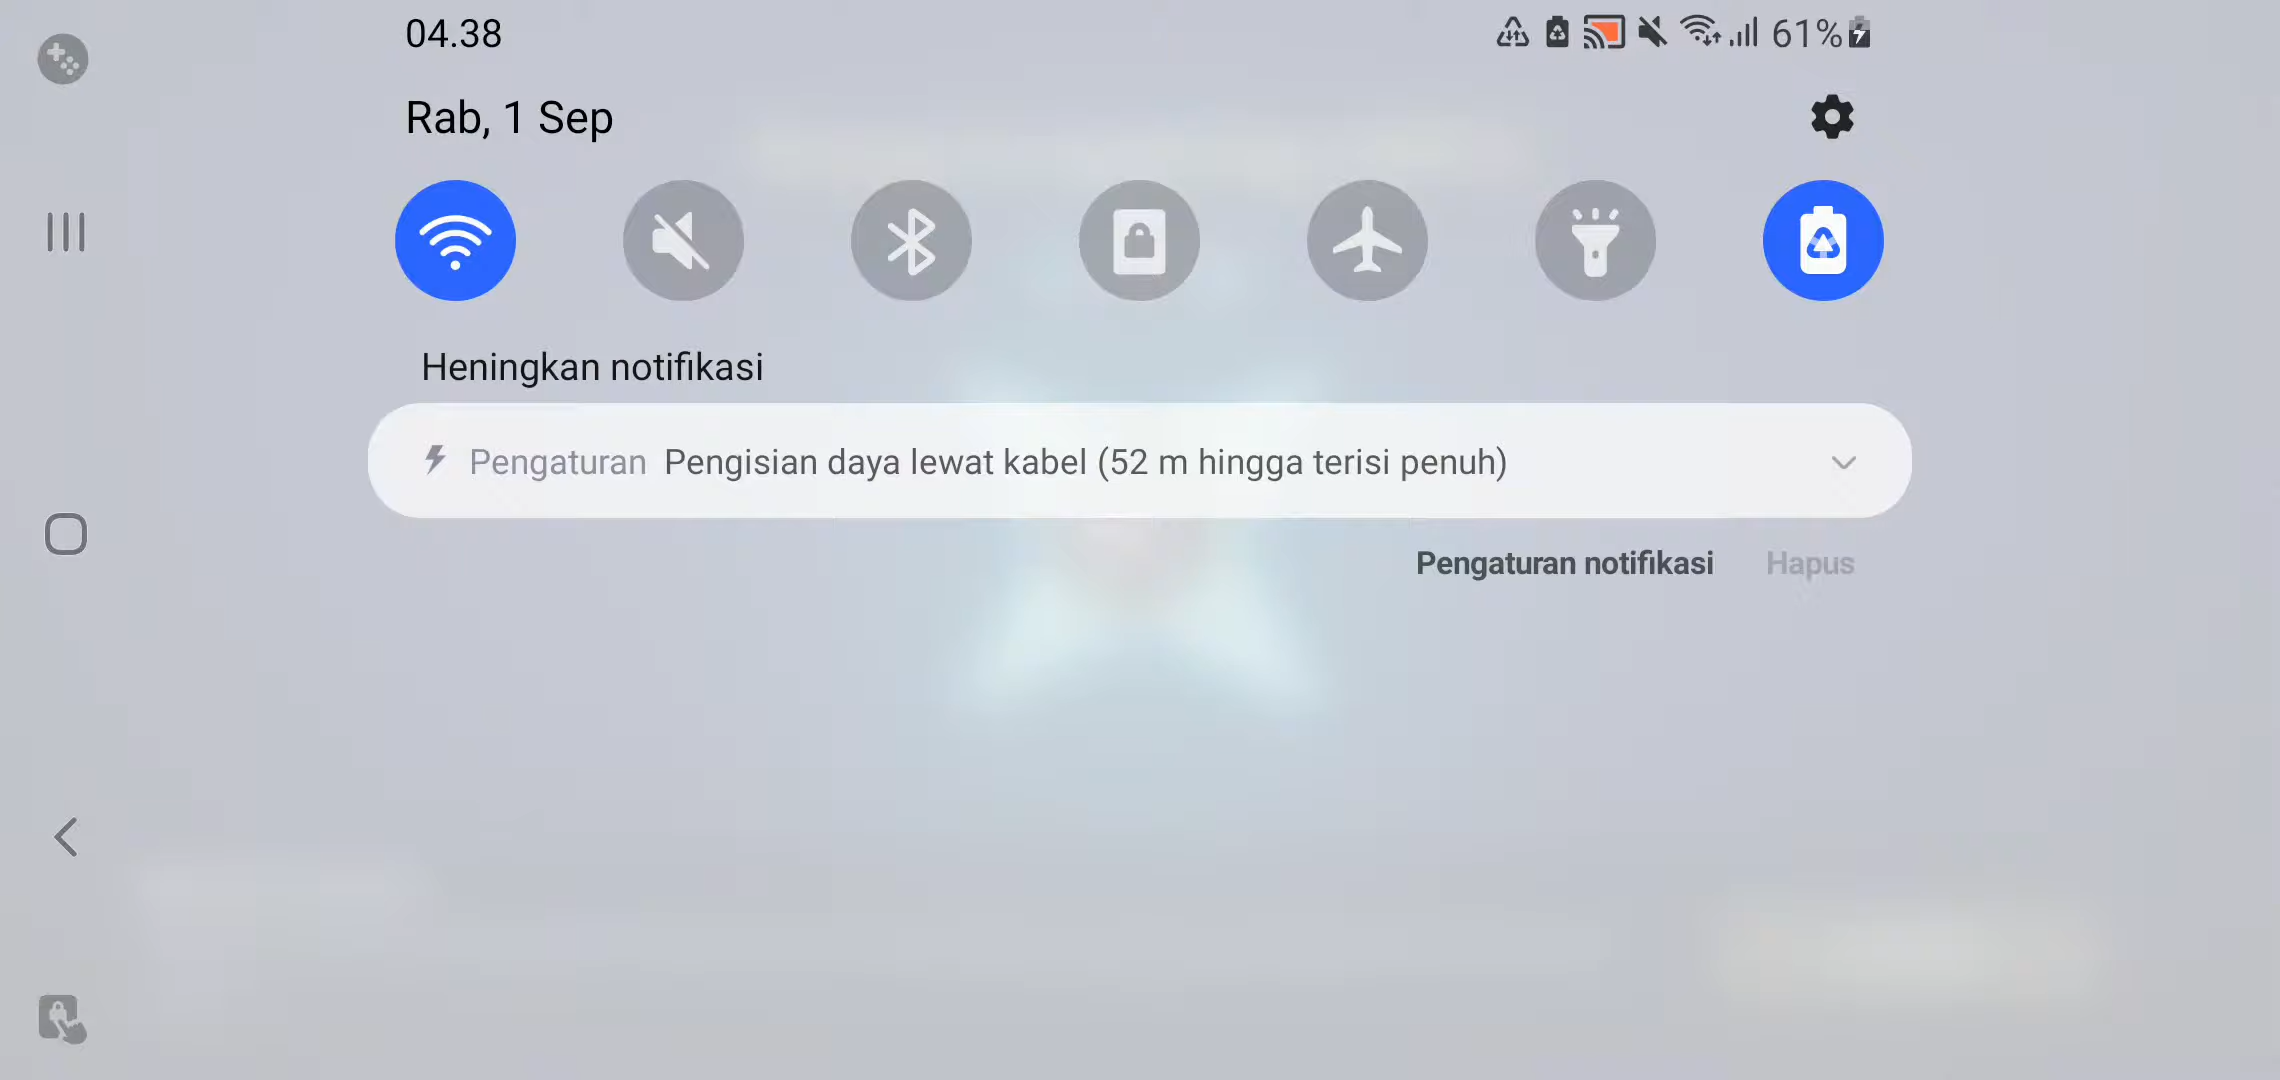 04.38
61%
Rab, 1 Sep
Heningkan notifikasi
Pengaturan Pengisian daya lewat kabel (52 m hingga terisi penuh)
Pengaturan notifikasi Hapus